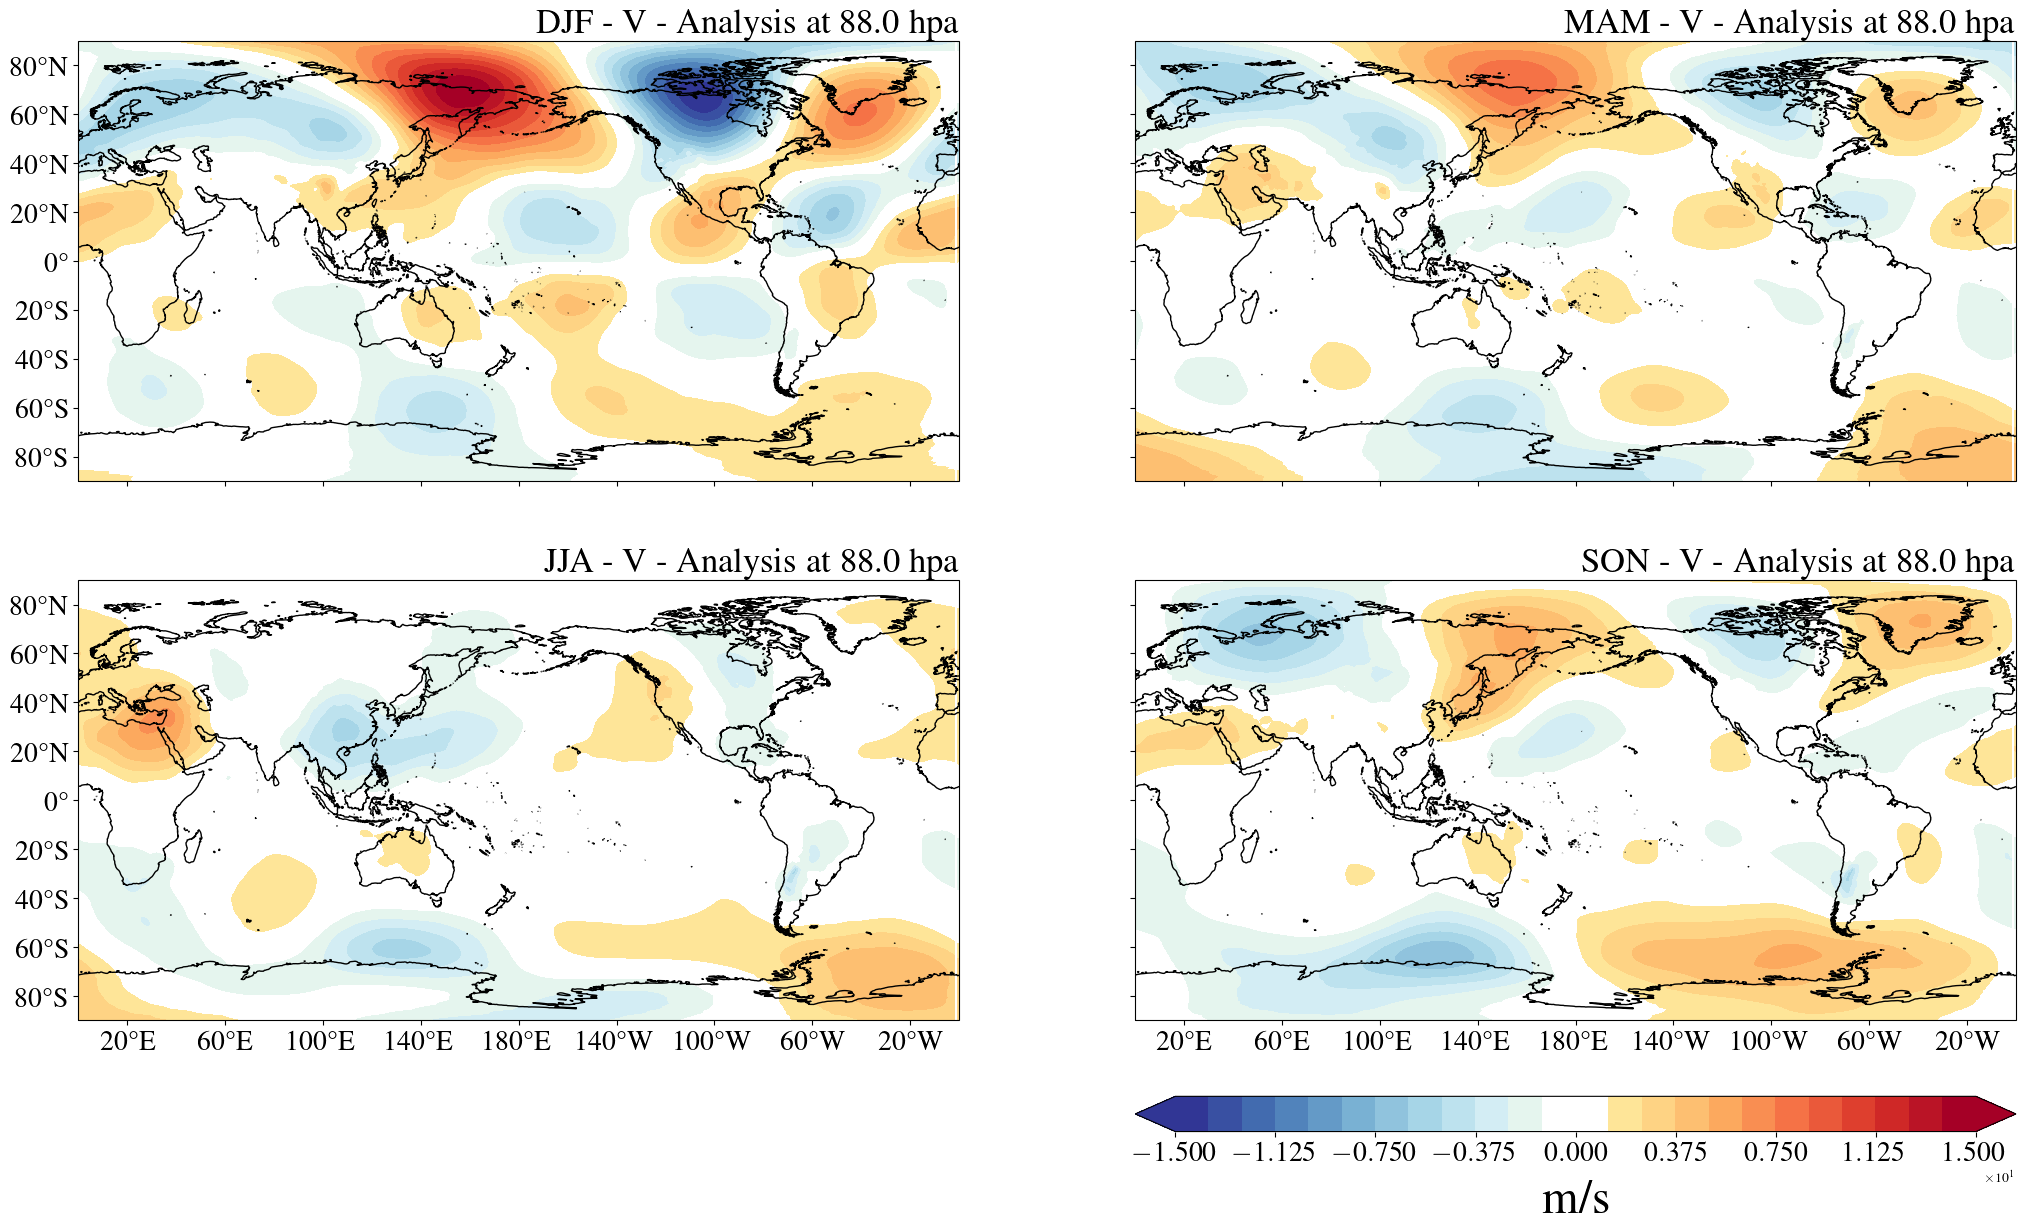 DJF - V - Analysis at 88.0 hpa
MAM - V - Analysis at 88.0 hpa
80°N
60°N
40°N
20°N
0°
20°S
40°S
60°S
80°S
JJA - V - Analysis at 88.0 hpa
SON - V - Analysis at 88.0 hpa
80°N
60°N
40°N
20°N
0°
20°S
40°S
60°S
80°S
20°E 60°E 100°E 140°E 180°E 140°W 100°W 60°W 20°W
20°E 60°E 100°E 140°E 180°E 140°W 100°W 60°W 20°W
−1.500 −1.125 −0.750 −0.375 0.000 0.375 0.750 1.125 1.500
×10¹
m/s